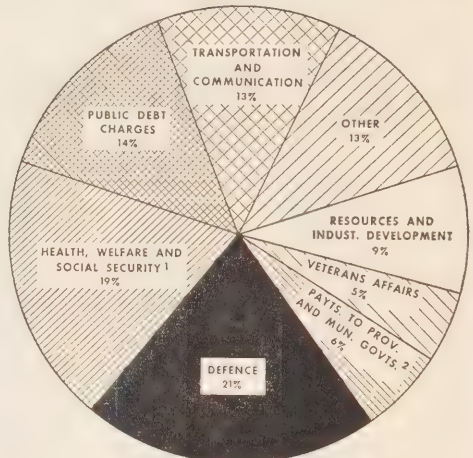 TRANSPORTATION
AND
COMMUNICATION
13%
OTHER
13%
PUBLIC DEBT
CHARGES
14%
RESOURCES AND
INDUST. DEVELOPMENT
9%
HEALTH, WELFARE AND
SOCIAL SECURITY 1
19%
VETERANS AFFAIRS
5%
PAYTS. TO PROV.
AND MUN. GOVTS. 2
6%
DEFENCE
21%